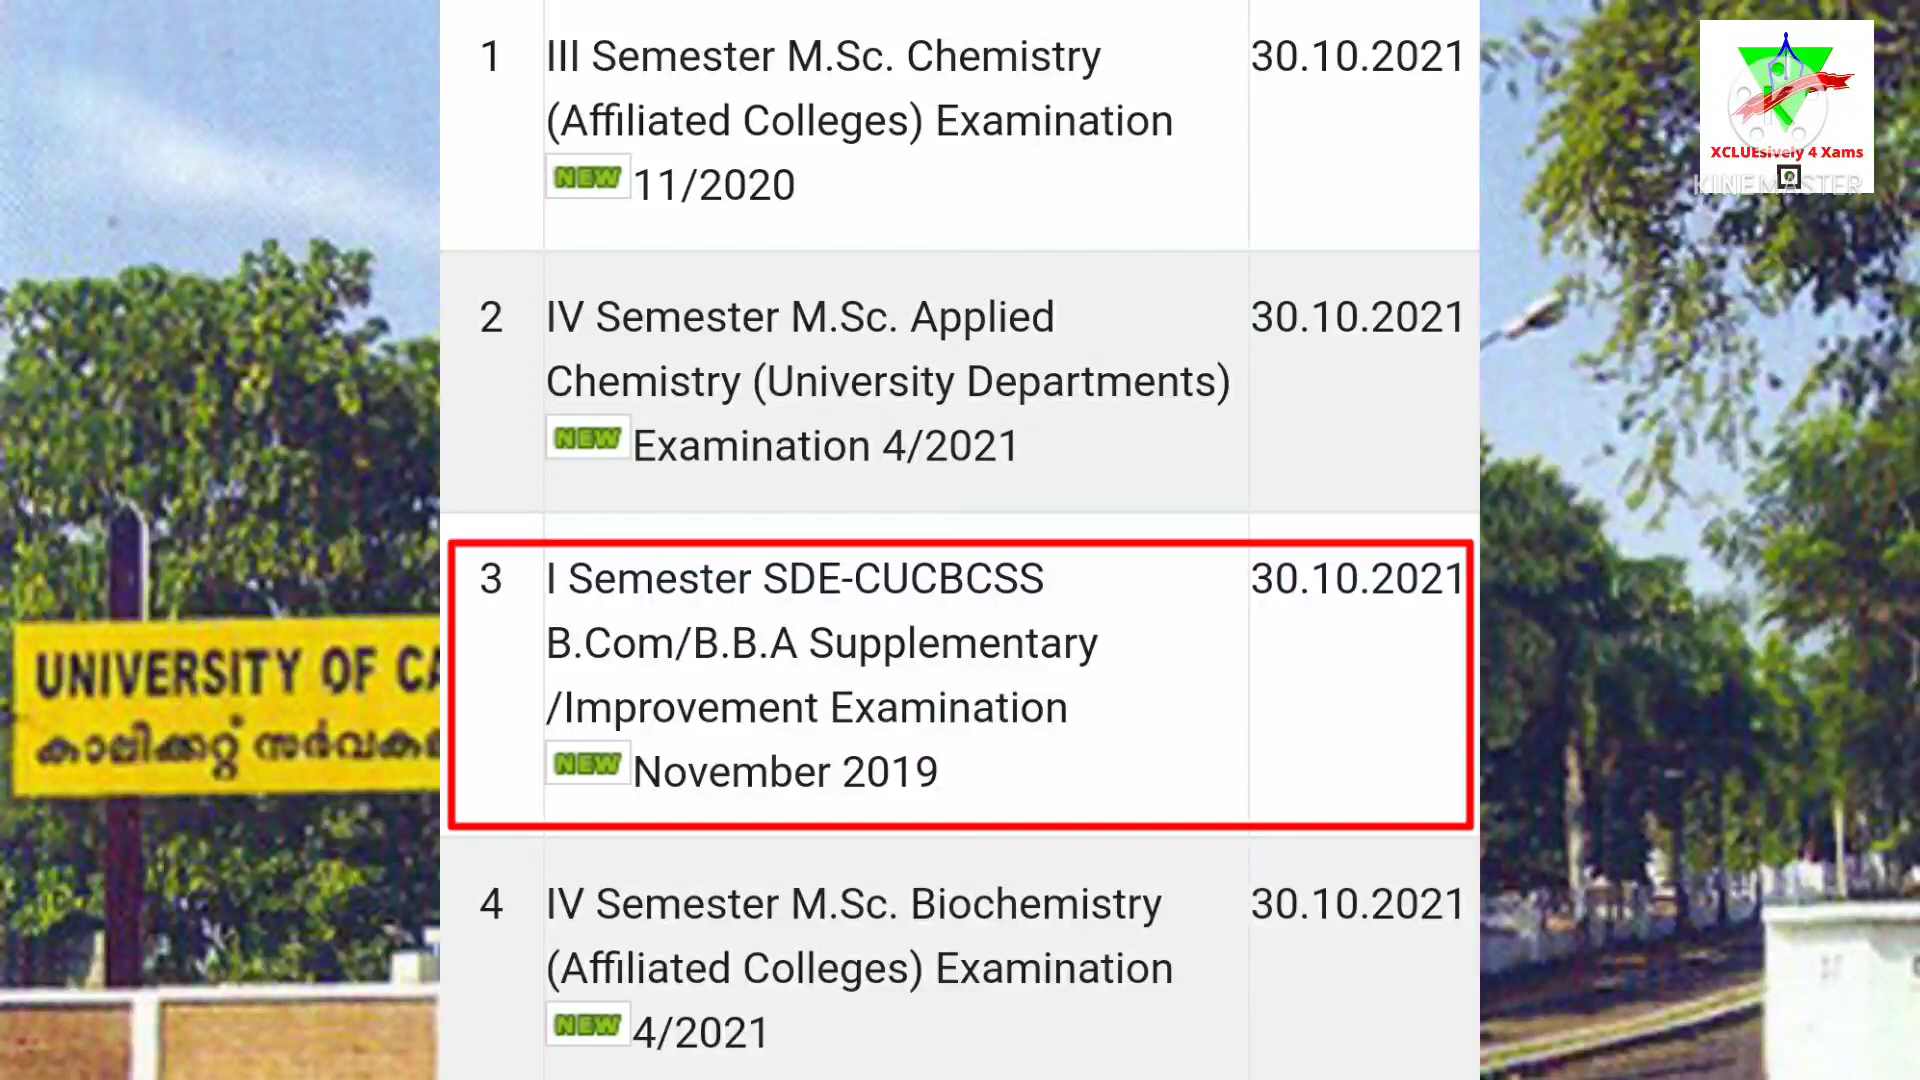 1 III Semester M.Sc. Chemistry 30.10.2021
(Affiliated Colleges) Examination
NEW 11/2020
2 IV Semester M.Sc. Applied 30.10.2021
Chemistry (University Departments)
NEW Examination 4/2021
3 I Semester SDE-CUCBCSS 30.10.2021
B.Com/B.B.A Supplementary
/Improvement Examination
NEW November 2019
4 IV Semester M.Sc. Biochemistry 30.10.2021
(Affiliated Colleges) Examination
NEW 4/2021
UNIVERSITY OF CA
കാലിക്കറ്റ് സർവക
XCLUEsively 4 Xams
KINEMASTER